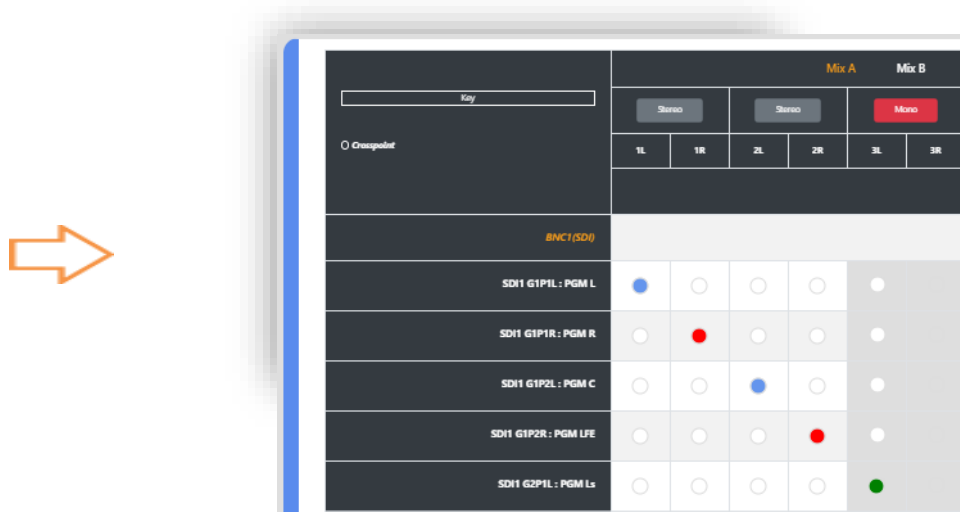 Mix A Mix B
Key
Stereo Stereo Mono
Crosspoint
1L 1R 2L 2R 3L 3R
BNC1(SDI)
SDI1 G1P1L : PGM L
SDI1 G1P1R : PGM R
SDI1 G1P2L : PGM C
SDI1 G1P2R : PGM LFE
SDI1 G2P1L : PGM Ls